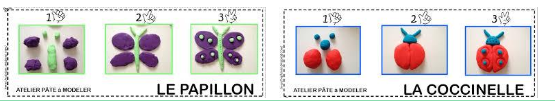 1 2 3
ATELIER PÂTE à MODELER
LE PAPILLON
1 2 3
ATELIER PÂTE à MODELER
LA COCCINELLE